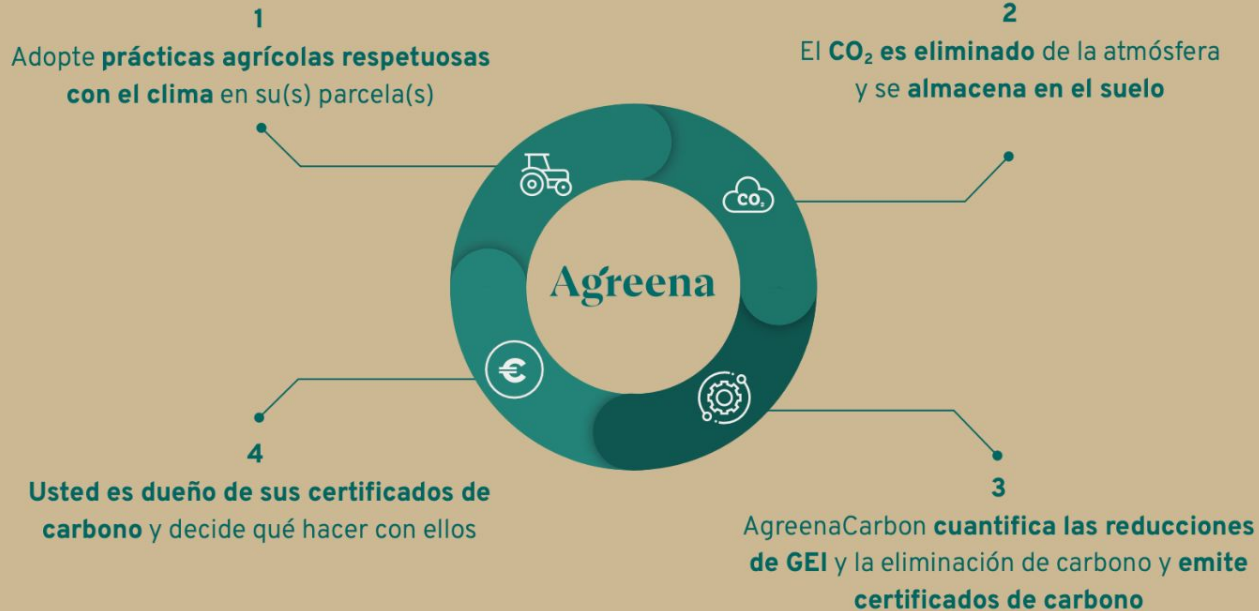 1
Adopte prácticas agrícolas respetuosas
con el clima en su(s) parcela(s)
2
El CO₂ es eliminado de la atmósfera
y se almacena en el suelo
CO₂
Agreena
€
4
Usted es dueño de sus certificados de
carbono y decide qué hacer con ellos
3
AgreenaCarbon cuantifica las reducciones
de GEI y la eliminación de carbono y emite
certificados de carbono